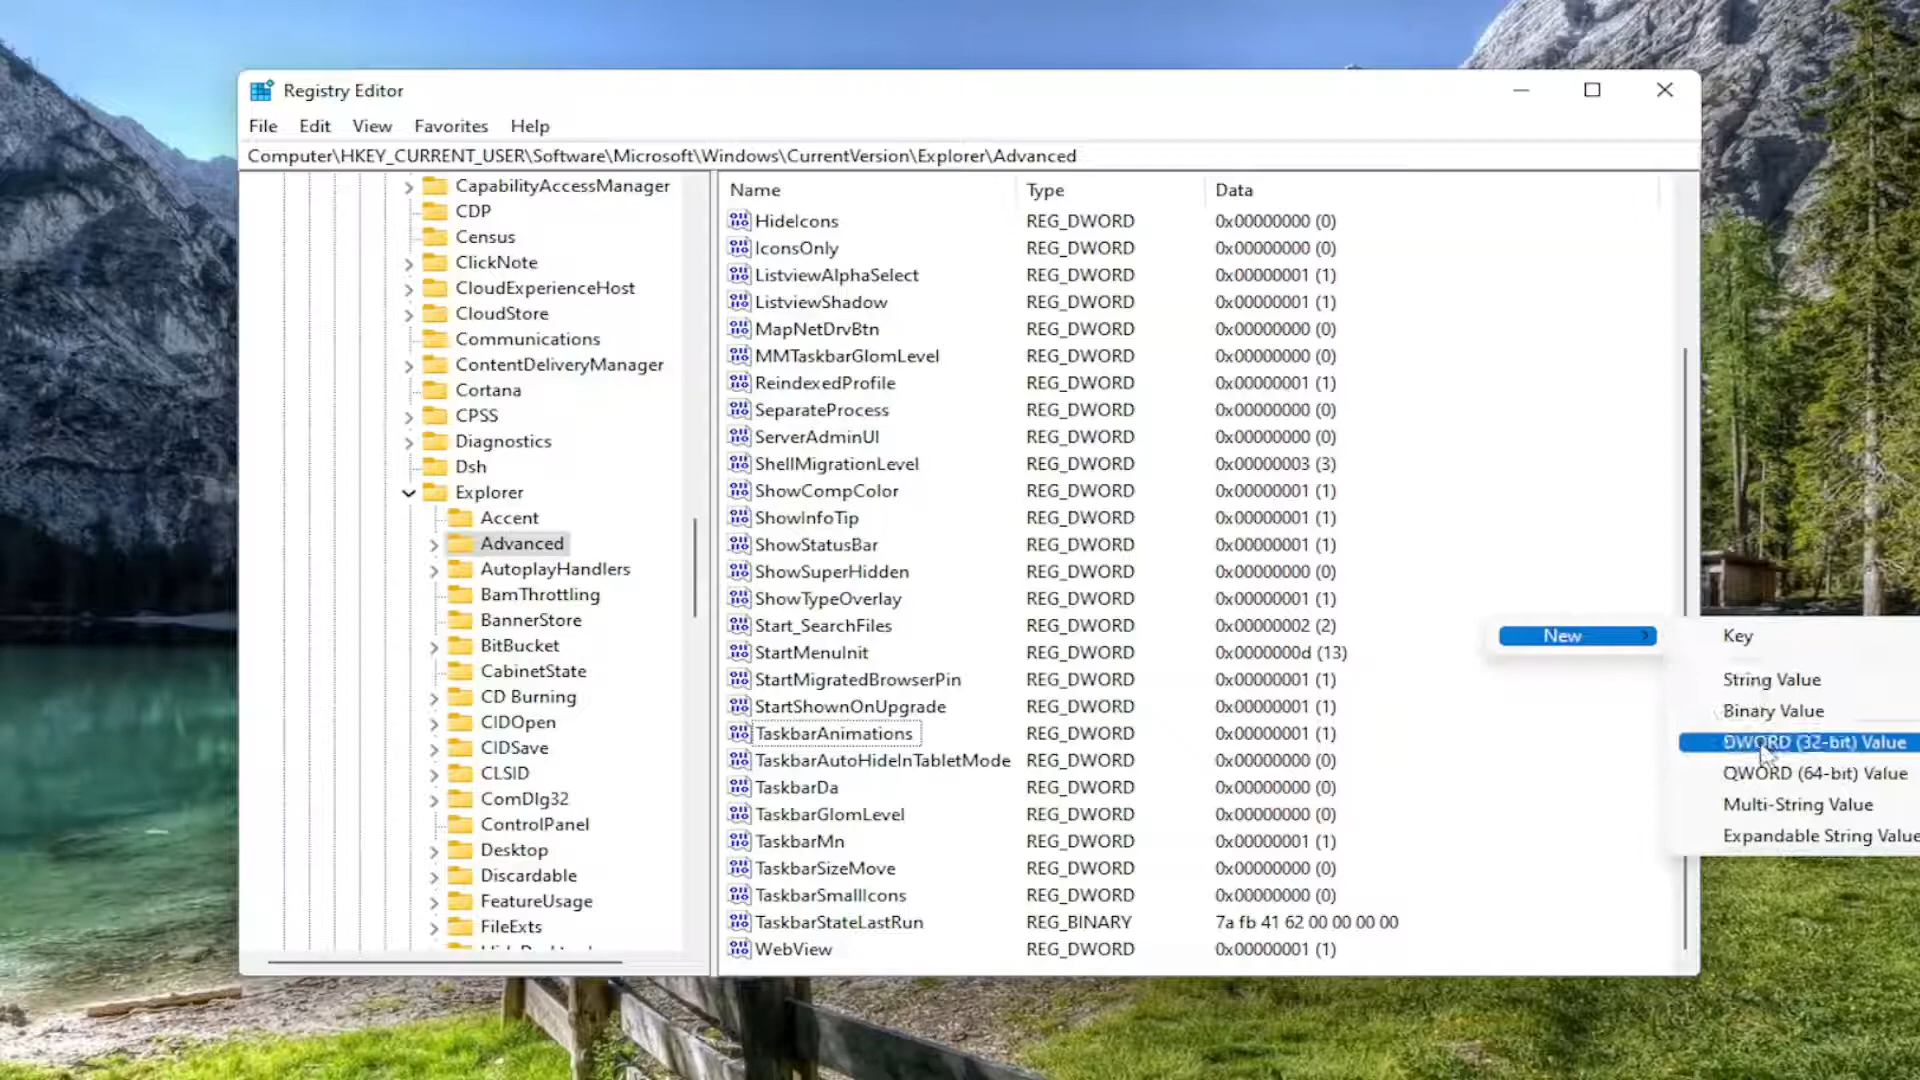 Registry Editor
File Edit View Favorites Help
Computer\HKEY_CURRENT_USER\Software\Microsoft\Windows\CurrentVersion\Explorer\Advanced
CapabilityAccessManager
CDP
Census
ClickNote
CloudExperienceHost
CloudStore
Communications
ContentDeliveryManager
Cortana
CPSS
Diagnostics
Dsh
Explorer
Accent
Advanced
AutoplayHandlers
BamThrottling
BannerStore
BitBucket
CabinetState
CD Burning
CIDOpen
CIDSave
CLSID
ComDlg32
ControlPanel
Desktop
Discardable
FeatureUsage
FileExts
Name Type Data
HideIcons REG_DWORD 0x00000000 (0)
IconsOnly REG_DWORD 0x00000000 (0)
ListviewAlphaSelect REG_DWORD 0x00000001 (1)
ListviewShadow REG_DWORD 0x00000001 (1)
MapNetDrvBtn REG_DWORD 0x00000000 (0)
MMTaskbarGlomLevel REG_DWORD 0x00000000 (0)
ReindexedProfile REG_DWORD 0x00000001 (1)
SeparateProcess REG_DWORD 0x00000000 (0)
ServerAdminUI REG_DWORD 0x00000000 (0)
ShellMigrationLevel REG_DWORD 0x00000003 (3)
ShowCompColor REG_DWORD 0x00000001 (1)
ShowInfoTip REG_DWORD 0x00000001 (1)
ShowStatusBar REG_DWORD 0x00000001 (1)
ShowSuperHidden REG_DWORD 0x00000000 (0)
ShowTypeOverlay REG_DWORD 0x00000001 (1)
Start_SearchFiles REG_DWORD 0x00000002 (2)
StartMenuInit REG_DWORD 0x0000000d (13)
StartMigratedBrowserPin REG_DWORD 0x00000001 (1)
StartShownOnUpgrade REG_DWORD 0x00000001 (1)
TaskbarAnimations REG_DWORD 0x00000001 (1)
TaskbarAutoHideInTabletMode REG_DWORD 0x00000000 (0)
TaskbarDa REG_DWORD 0x00000000 (0)
TaskbarGlomLevel REG_DWORD 0x00000000 (0)
TaskbarMn REG_DWORD 0x00000001 (1)
TaskbarSizeMove REG_DWORD 0x00000000 (0)
TaskbarSmallIcons REG_DWORD 0x00000000 (0)
TaskbarStateLastRun REG_BINARY 7a fb 41 62 00 00 00 00
WebView REG_DWORD 0x00000001 (1)
New
Key
String Value
Binary Value
DWORD (32-bit) Value
QWORD (64-bit) Value
Multi-String Value
Expandable String Value